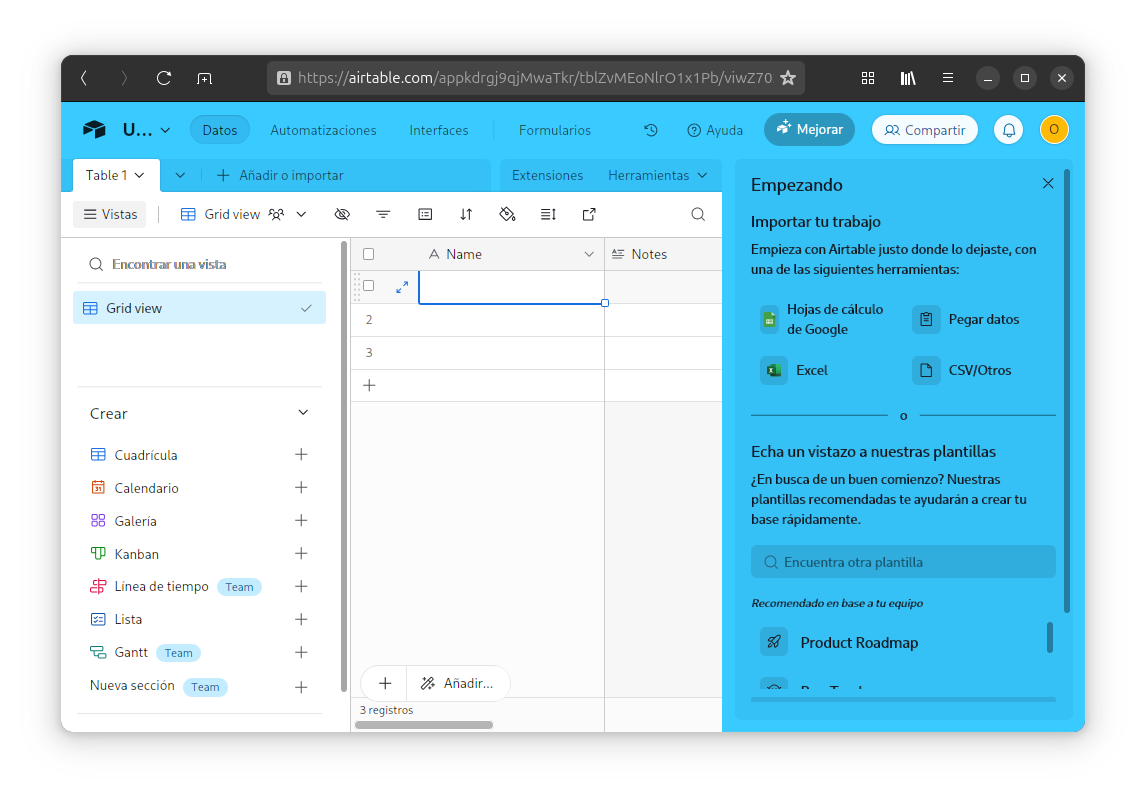 https://airtable.com/appkdrgj9qjMwaTkr/tblZvMEoNlrO1x1Pb/viwZ70
U...
Datos
Automatizaciones
Interfaces
Formularios
Ayuda
Mejorar
Compartir
O
Table 1
Añadir o importar
Extensiones
Herramientas
Vistas
Grid view
Encontrar una vista
Grid view
Crear
Cuadrícula
31
Calendario
Galería
Kanban
Línea de tiempo Team
Lista
Gantt Team
Nueva sección Team
Name
Notes
2
3
Añadir...
3 registros
Empezando
Importar tu trabajo
Empieza con Airtable justo donde lo dejaste, con
una de las siguientes herramientas:
Hojas de cálculo
de Google
Pegar datos
Excel
CSV/Otros
o
Echa un vistazo a nuestras plantillas
¿En busca de un buen comienzo? Nuestras
plantillas recomendadas te ayudarán a crear tu
base rápidamente.
Encuentra otra plantilla
Recomendado en base a tu equipo
Product Roadmap